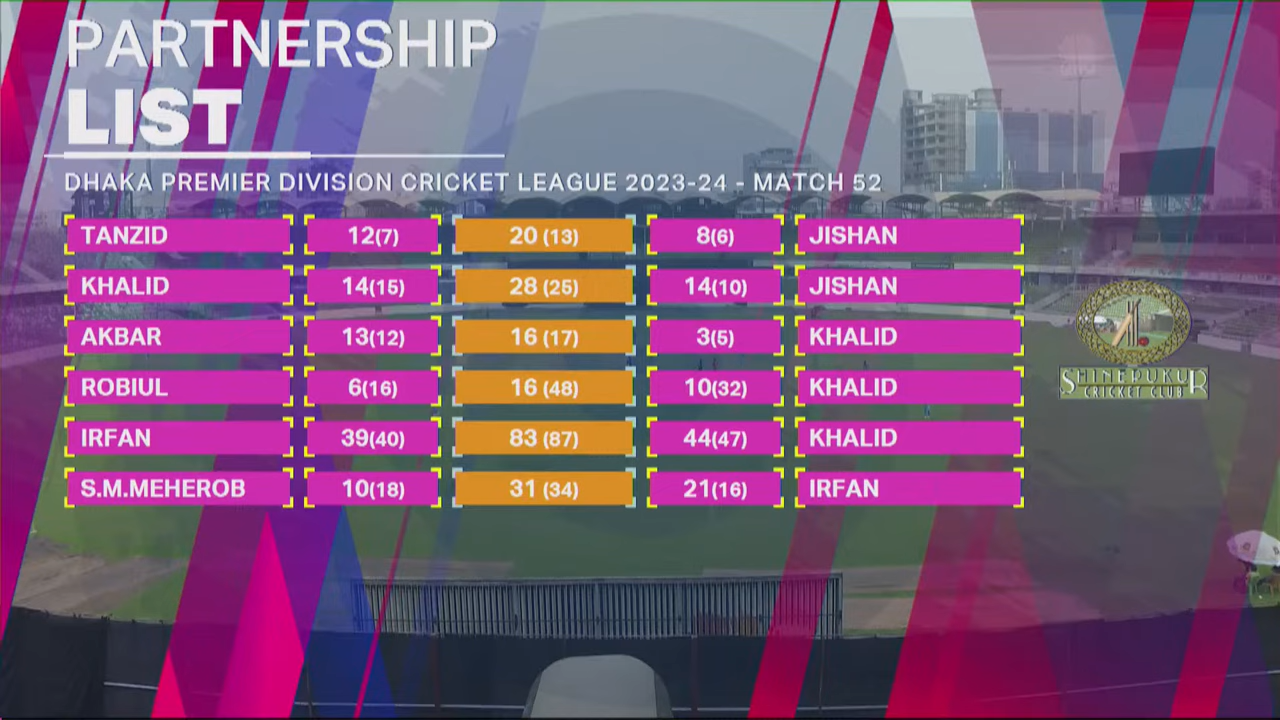 PARTNERSHIP
LIST
DHAKA PREMIER DIVISION CRICKET LEAGUE 2023-24 - MATCH 52
TANZID 12(7) 20 (13) 8(6) JISHAN
KHALID 14(15) 28 (25) 14(10) JISHAN
AKBAR 13(12) 16 (17) 3(5) KHALID
ROBIUL 6(16) 16 (48) 10(32) KHALID
IRFAN 39(40) 83 (87) 44(47) KHALID
S.M.MEHEROB 10(18) 31 (34) 21(16) IRFAN
SHINEPUKUR
CRICKET CLUB